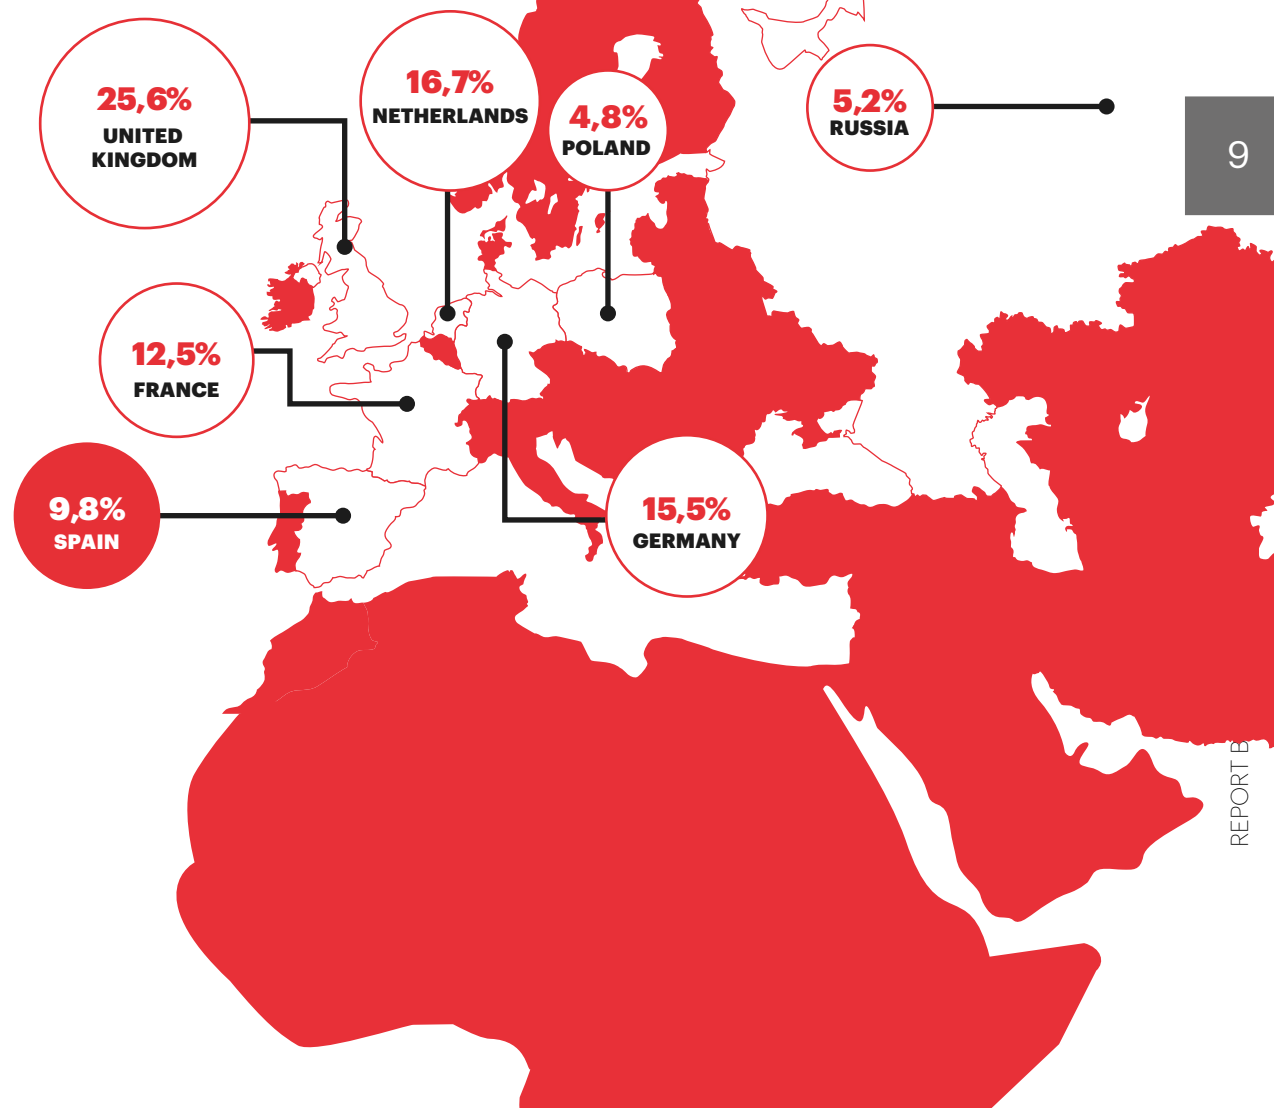 25,6%
UNITED
KINGDOM
16,7%
NETHERLANDS
4,8%
POLAND
5,2%
RUSSIA
9
12,5%
FRANCE
9,8%
SPAIN
15,5%
GERMANY
REPORT B